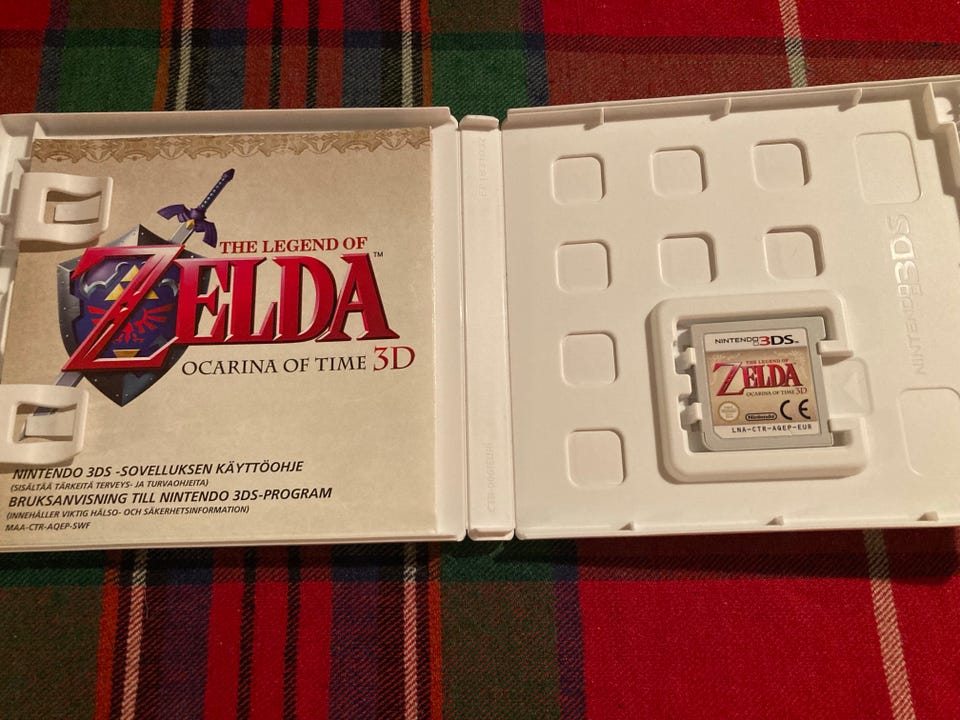 THE LEGEND OF
ZELDA™
OCARINA OF TIME 3D
NINTENDO 3DS -SOVELLUKSEN KÄYTTÖOHJE
(SISÄLTÄÄ TÄRKEITÄ TERVEYS- JA TURVAOHJEITA)
BRUKSANVISNING TILL NINTENDO 3DS-PROGRAM
(INNEHÅLLER VIKTIG HÄLSO- OCH SÄKERHETSINFORMATION)
MAA-CTR-AQEP-SWF
NINTENDO 3DS™
THE LEGEND OF
ZELDA
OCARINA OF TIME 3D
Nintendo CE
LNA-CTR-AQEP-EUR
NINTENDO 3DS